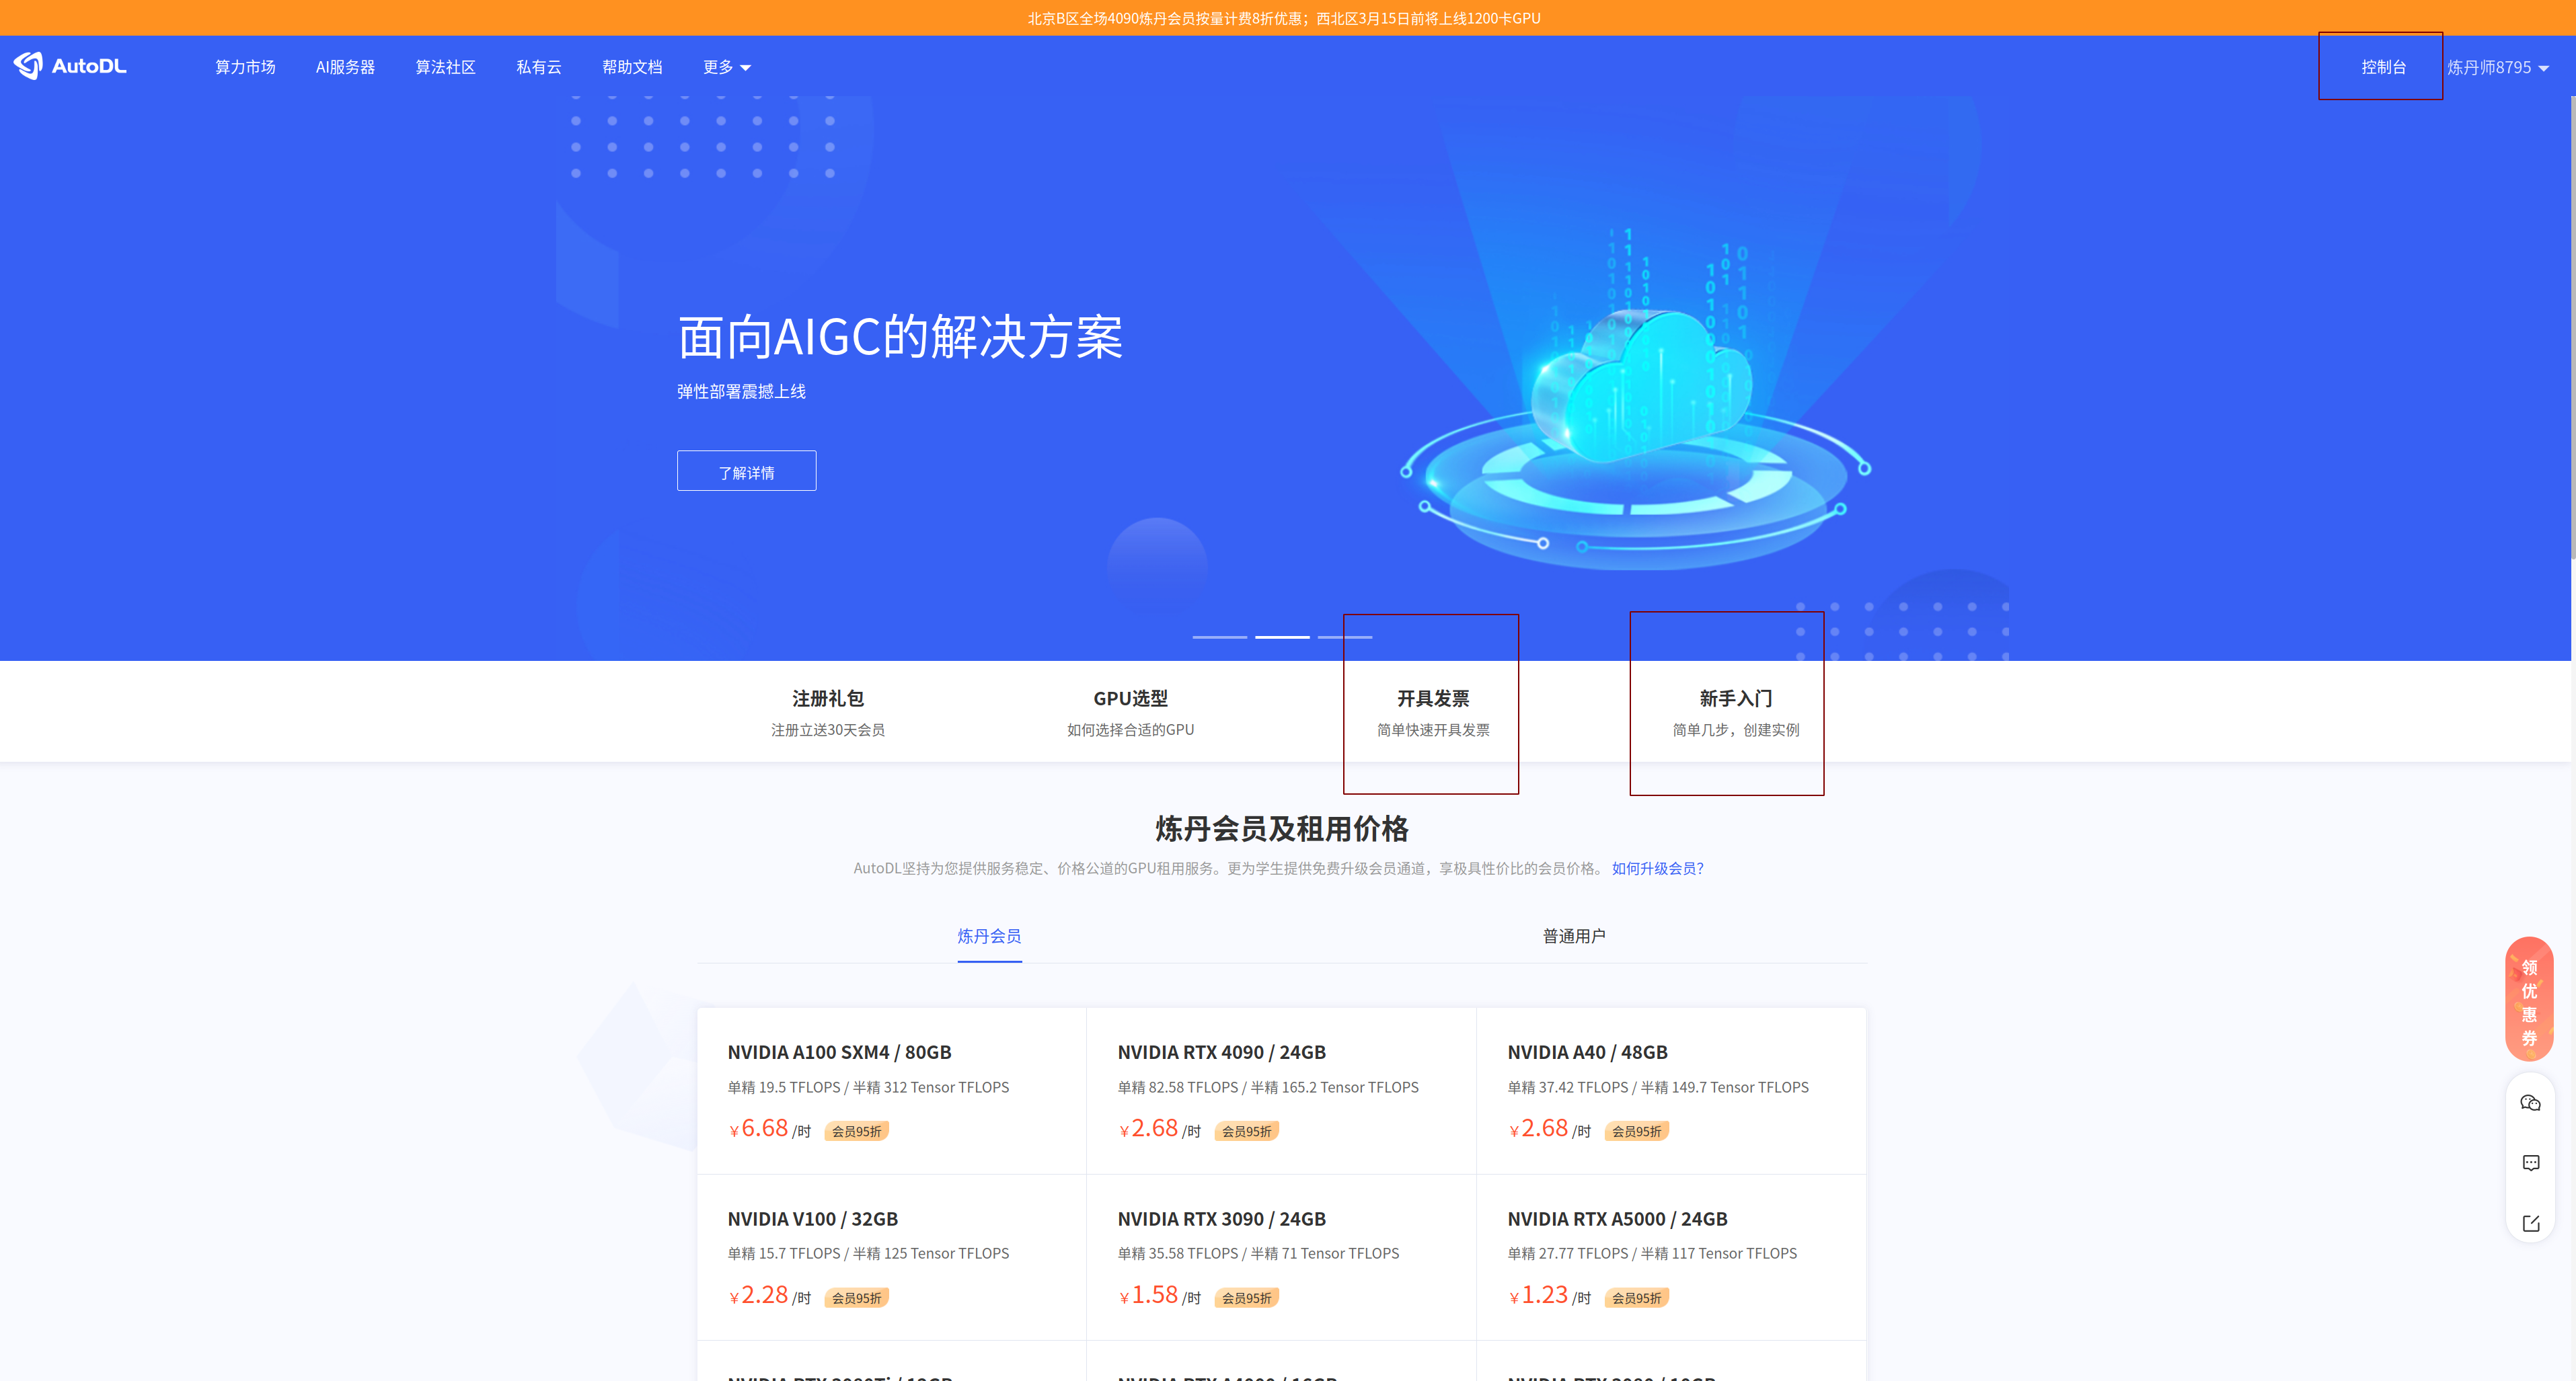 北京B区全场4090炼丹会员按量计费8折优惠；西北区3月15日前将上线1200卡GPU
AutoDL 算力市场 AI服务器 算法社区 私有云 帮助文档 更多 控制台 炼丹师8795
面向AIGC的解决方案
弹性部署震撼上线
了解详情
注册礼包 GPU选型 开具发票 新手入门
注册立送30天会员 如何选择合适的GPU 简单快速开具发票 简单几步，创建实例
炼丹会员及租用价格
AutoDL坚持为您提供服务稳定、价格公道的GPU租用服务。更为学生提供免费升级会员通道，享极具性价比的会员价格。 如何升级会员？
炼丹会员 普通用户
NVIDIA A100 SXM4 / 80GB NVIDIA RTX 4090 / 24GB NVIDIA A40 / 48GB
单精 19.5 TFLOPS / 半精 312 Tensor TFLOPS 单精 82.58 TFLOPS / 半精 165.2 Tensor TFLOPS 单精 37.42 TFLOPS / 半精 149.7 Tensor TFLOPS
￥6.68 /时 会员95折 ￥2.68 /时 会员95折 ￥2.68 /时 会员95折
NVIDIA V100 / 32GB NVIDIA RTX 3090 / 24GB NVIDIA RTX A5000 / 24GB
单精 15.7 TFLOPS / 半精 125 Tensor TFLOPS 单精 35.58 TFLOPS / 半精 71 Tensor TFLOPS 单精 27.77 TFLOPS / 半精 117 Tensor TFLOPS
￥2.28 /时 会员95折 ￥1.58 /时 会员95折 ￥1.23 /时 会员95折
领
优
惠
券